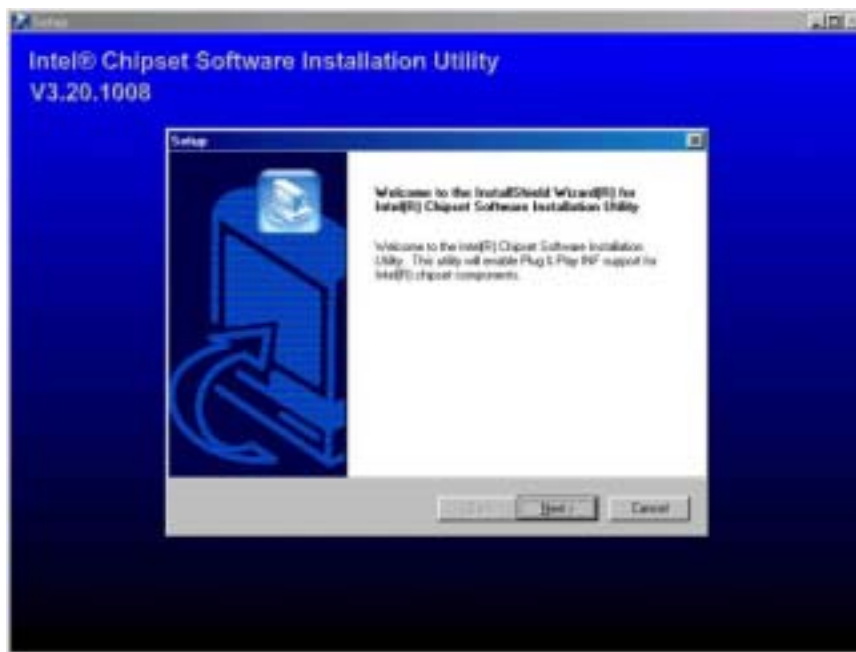 Setup
Intel® Chipset Software Installation Utility
V3.20.1008
Setup
Welcome to the InstallShield Wizard(R) for
Intel(R) Chipset Software Installation Utility
Welcome to the Intel(R) Chipset Software Installation
Utility. This utility will enable Plug & Play INF support for
Intel(R) chipset components.
Next >
Cancel